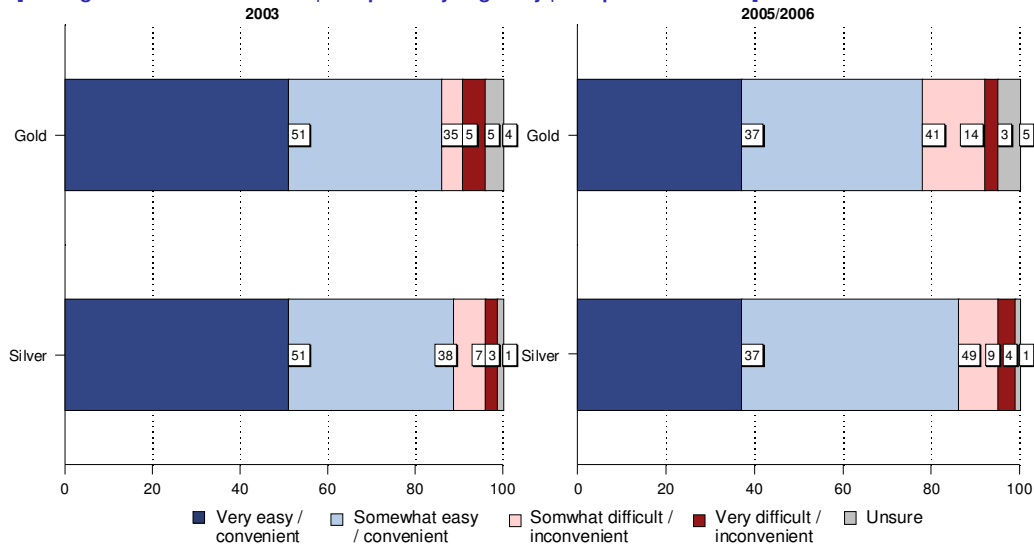 2003
2005/2006
Gold
51
35
5
5
4
Gold
37
41
14
3
5
Silver
51
38
7
3
1
Silver
37
49
9
4
1
0 20 40 60 80 100
0 20 40 60 80 100
Very easy / convenient
Somewhat easy / convenient
Somwhat difficult / inconvenient
Very difficult / inconvenient
Unsure